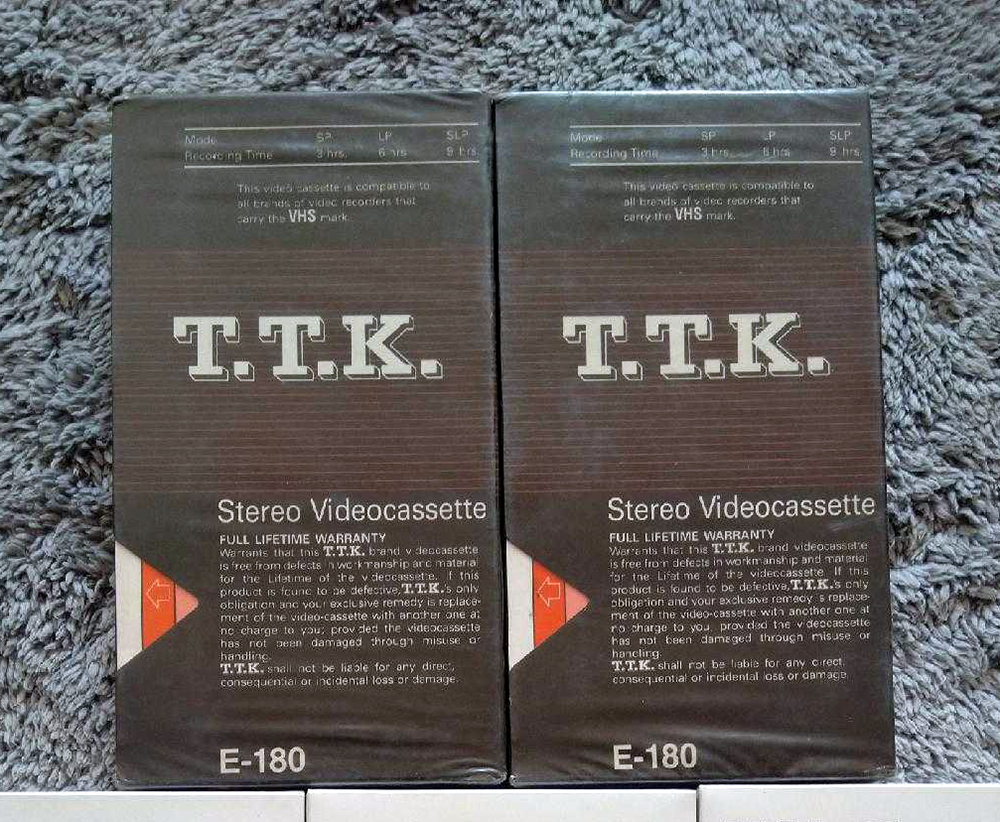 Mode SP LP SLP
Recording Time 3 hrs. 6 hrs 9 hrs.
This video cassette is compatible to
all brands of video recorders that
carry the VHS mark.
T.T.K.
Stereo Videocassette
FULL LIFETIME WARRANTY
Warrants that this T.T.K. brand videocassette
is free from defects in workmanship and material
for the Lifetime of the videocassette. If this
product is found to be defective, T.T.K.'s only
obligation and your exclusive remedy is replace-
ment of the video-cassette with another one at
no charge to you; provided the videocassette
has not been damaged through misuse or
handling.
T.T.K. shall not be liable for any direct,
consequential or incidental loss or damage.
E-180
Mode SP LP SLP
Recording Time 3 hrs. 6 hrs 9 hrs.
This video cassette is compatible to
all brands of video recorders that
carry the VHS mark.
T.T.K.
Stereo Videocassette
FULL LIFETIME WARRANTY
Warrants that this T.T.K. brand videocassette
is free from defects in workmanship and material
for the Lifetime of the videocassette. If this
product is found to be defective, T.T.K.'s only
obligation and your exclusive remedy is replace-
ment of the video-cassette with another one at
no charge to you; provided the videocassette
has not been damaged through misuse or
handling.
T.T.K. shall not be liable for any direct,
consequential or incidental loss or damage.
E-180